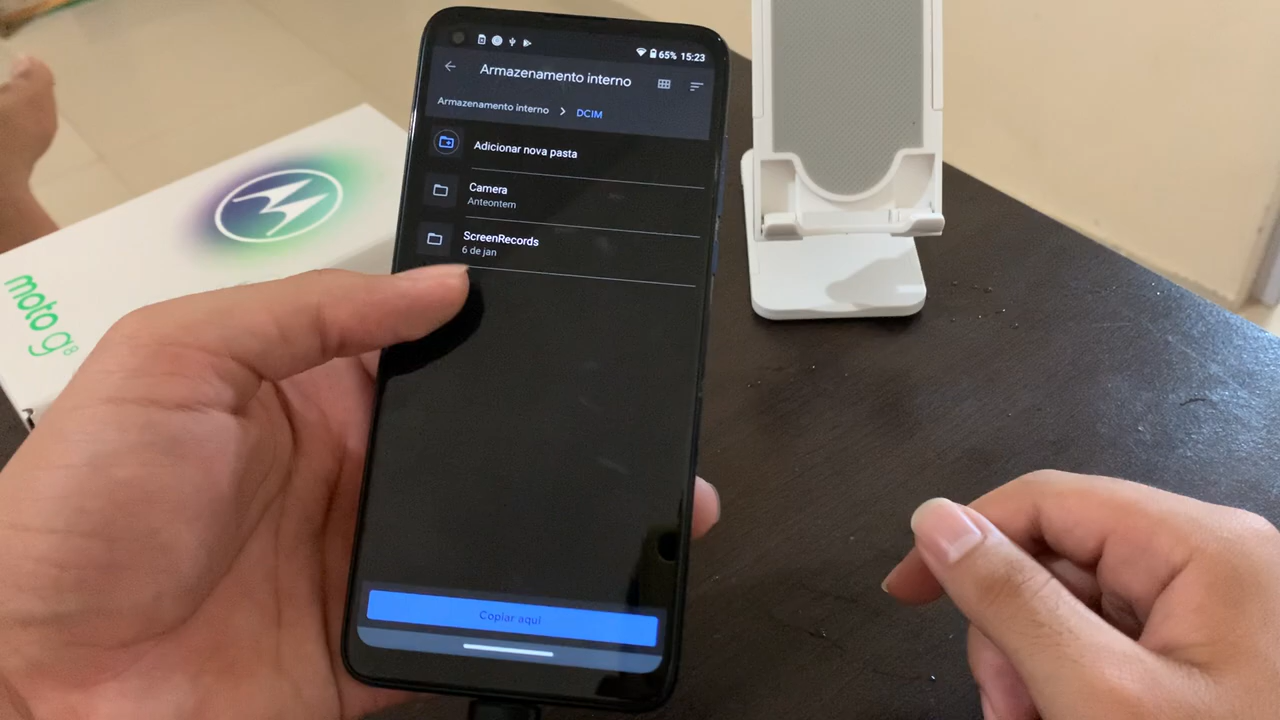 65% 15:23
Armazenamento interno
Armazenamento interno > DCIM
Adicionar nova pasta
Camera
Anteontem
ScreenRecords
6 de jan
Copiar aqui
moto g8